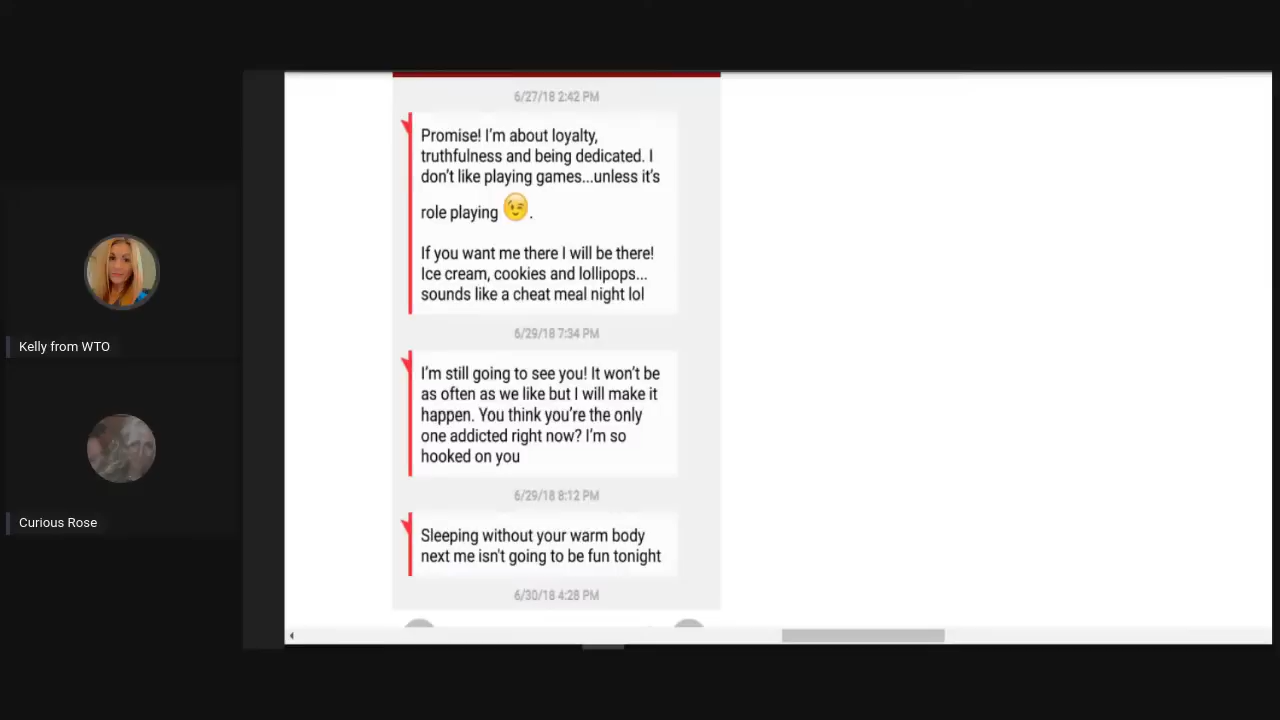 6/27/18 2:42 PM
Promise! I'm about loyalty,
truthfulness and being dedicated. I
don't like playing games...unless it's
role playing 😉.
If you want me there I will be there!
Ice cream, cookies and lollipops...
sounds like a cheat meal night lol
6/29/18 7:34 PM
I'm still going to see you! It won't be
as often as we like but I will make it
happen. You think you're the only
one addicted right now? I'm so
hooked on you
6/29/18 8:12 PM
Sleeping without your warm body
next me isn't going to be fun tonight
6/30/18 4:28 PM
Kelly from WTO
Curious Rose